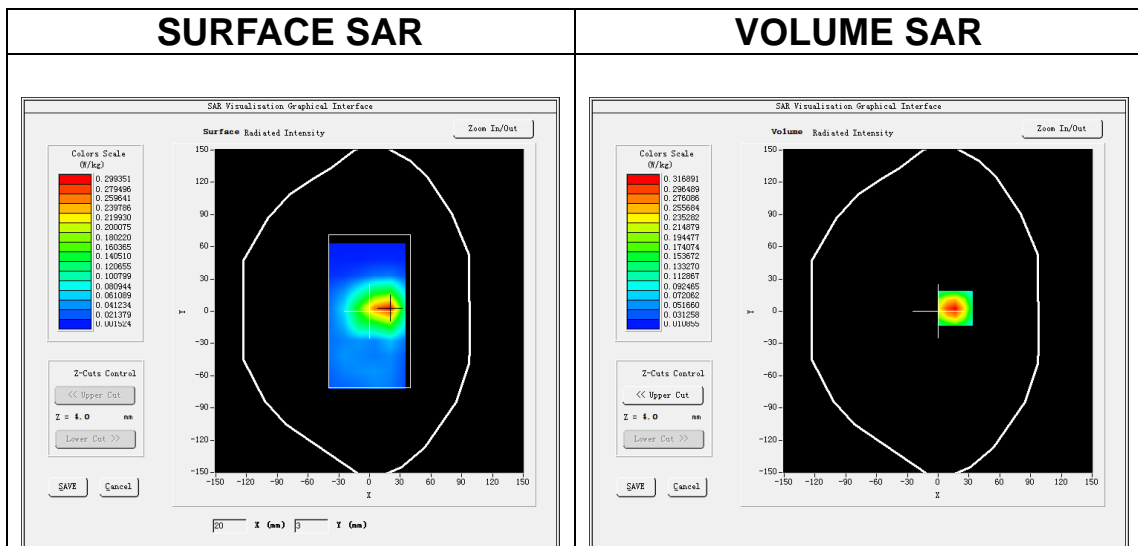 SURFACE SAR
VOLUME SAR
SAR Visualisation Graphical Interface
Surface Radiated Intensity
Zoom In/Out
Colors Scale
(W/kg)
0.299351
0.279496
0.259641
0.239786
0.219930
0.200075
0.180220
0.160365
0.140510
0.120655
0.100799
0.080944
0.061089
0.041234
0.021379
0.001524
150
120
90
60
30
0
-30
-60
-90
-120
-150
Y
-150 -120 -90 -60 -30 0 30 60 90 120 150
X
Z-Cuts Control
<< Upper Cut
Z = 4.0 mm
Lower Cut >>
SAVE Cancel
20 X (mm) 3 Y (mm)
SAR Visualisation Graphical Interface
Volume Radiated Intensity
Zoom In/Out
Colors Scale
(W/kg)
0.316891
0.296489
0.276086
0.255684
0.235282
0.214879
0.194477
0.174074
0.153672
0.133270
0.112867
0.092465
0.072062
0.051660
0.031258
0.010855
150
120
90
60
30
0
-30
-60
-90
-120
-150
Y
-150 -120 -90 -60 -30 0 30 60 90 120 150
X
Z-Cuts Control
<< Upper Cut
Z = 4.0 mm
Lower Cut >>
SAVE Cancel